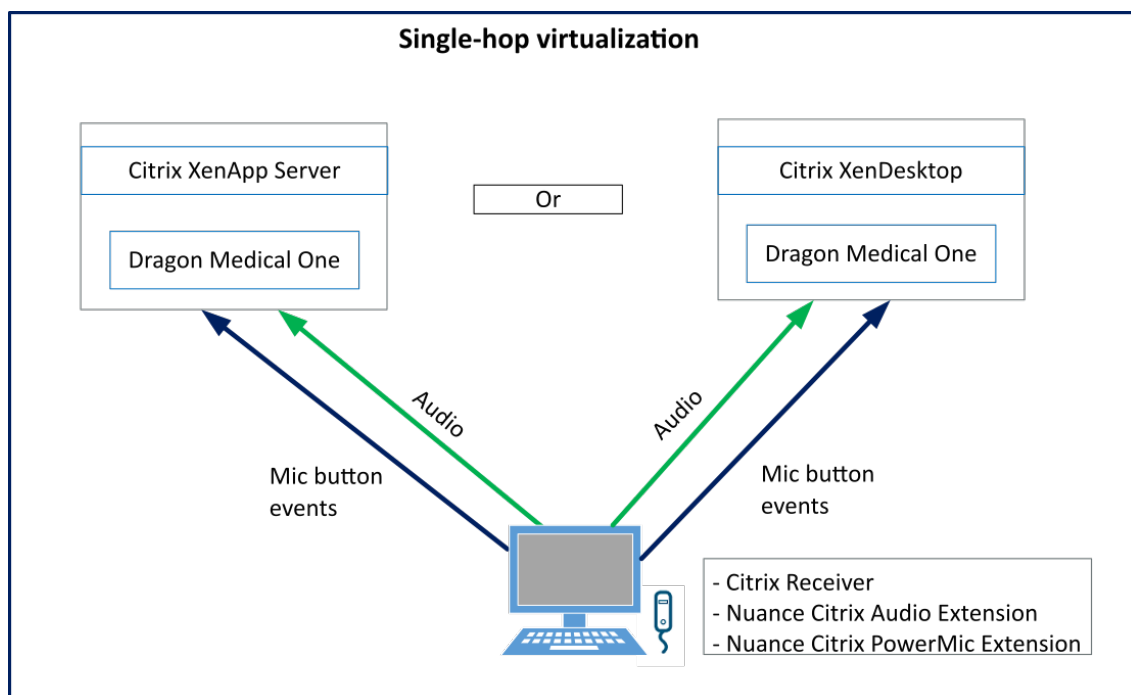 Single-hop virtualization
Citrix XenApp Server
Dragon Medical One
Or
Citrix XenDesktop
Dragon Medical One
Audio
Mic button
events
Audio
Mic button
events
- Citrix Receiver
- Nuance Citrix Audio Extension
- Nuance Citrix PowerMic Extension